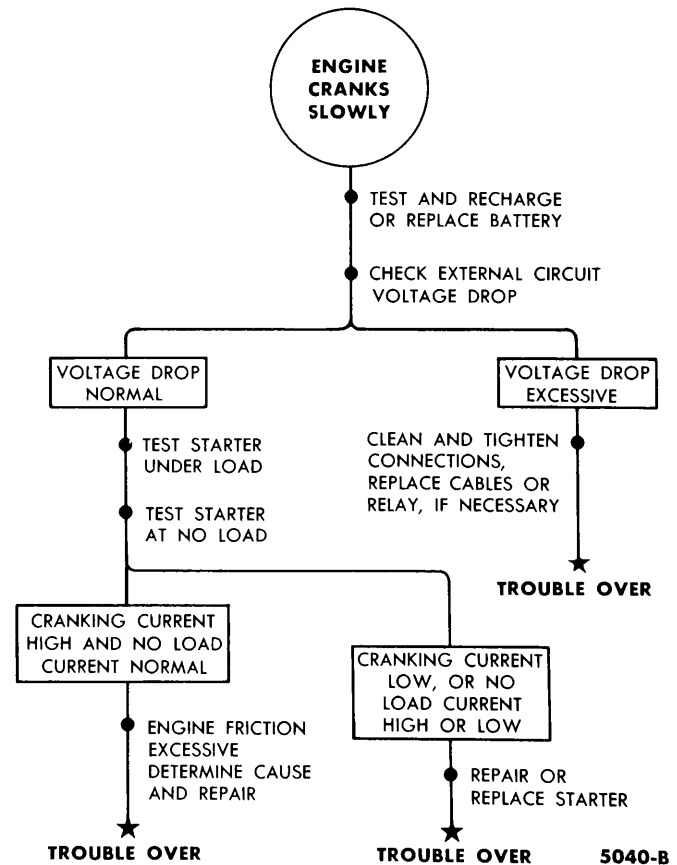 ENGINE
CRANKS
SLOWLY
TEST AND RECHARGE
OR REPLACE BATTERY
CHECK EXTERNAL CIRCUIT
VOLTAGE DROP
VOLTAGE DROP
NORMAL
VOLTAGE DROP
EXCESSIVE
TEST STARTER
UNDER LOAD
TEST STARTER
AT NO LOAD
CLEAN AND TIGHTEN
CONNECTIONS,
REPLACE CABLES OR
RELAY, IF NECESSARY
TROUBLE OVER
CRANKING CURRENT
HIGH AND NO LOAD
CURRENT NORMAL
CRANKING CURRENT
LOW, OR NO
LOAD CURRENT
HIGH OR LOW
ENGINE FRICTION
EXCESSIVE
DETERMINE CAUSE
AND REPAIR
REPAIR OR
REPLACE STARTER
TROUBLE OVER
TROUBLE OVER
5040-B